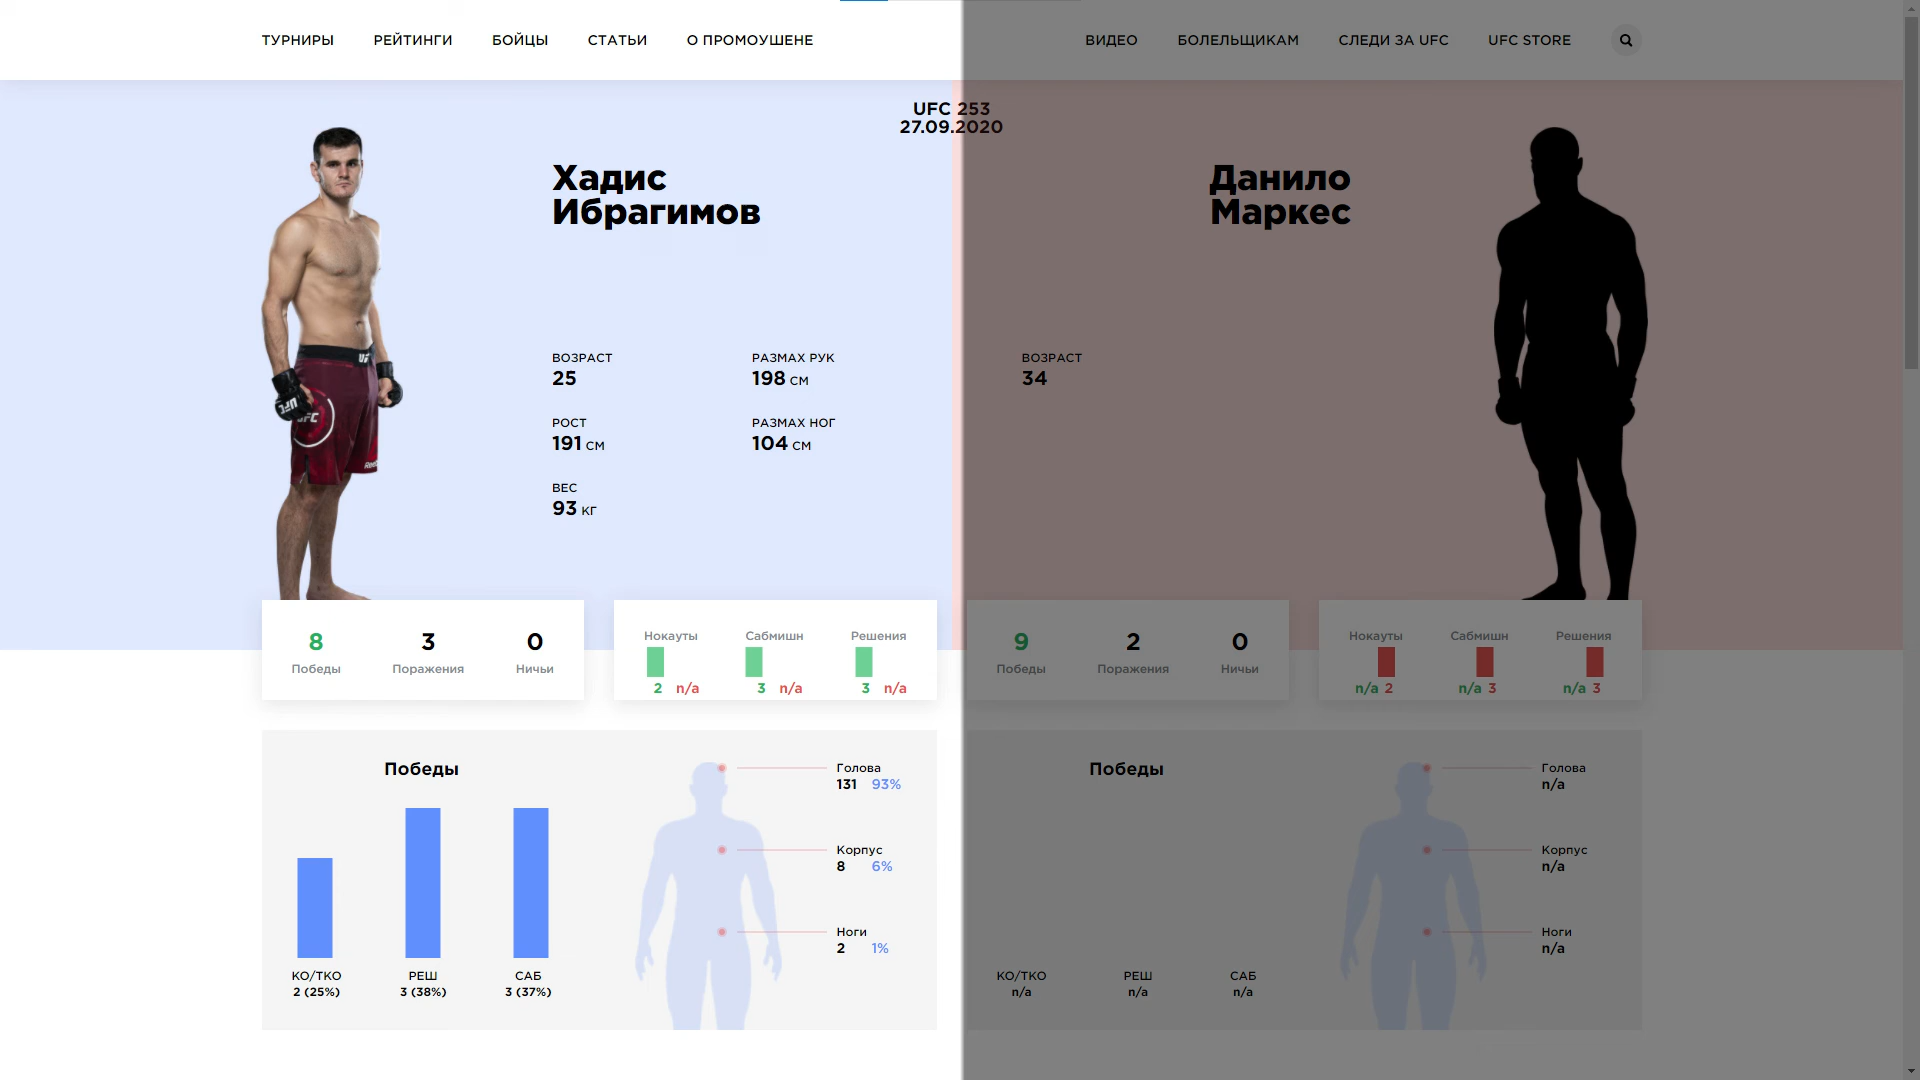 ТУРНИРЫ РЕЙТИНГИ БОЙЦЫ СТАТЬИ О ПРОМОУШЕНЕ ВИДЕО БОЛЕЛЬЩИКАМ СЛЕДИ ЗА UFC UFC STORE
UFC 253
27.09.2020
Хадис
Ибрагимов
ВОЗРАСТ
25
РАЗМАХ РУК
198 СМ
РОСТ
191 СМ
РАЗМАХ НОГ
104 СМ
ВЕС
93 КГ
UFC
UFC
Reebok
8
Победы
3
Поражения
0
Ничьи
Нокауты
2 n/a
Сабмишн
3 n/a
Решения
3 n/a
Победы
КО/ТКО
2 (25%)
РЕШ
3 (38%)
САБ
3 (37%)
Голова
131 93%
Корпус
8 6%
Ноги
2 1%
Данило
Маркес
ВОЗРАСТ
34
9
Победы
2
Поражения
0
Ничьи
Нокауты
n/a 2
Сабмишн
n/a 3
Решения
n/a 3
Победы
КО/ТКО
n/a
РЕШ
n/a
САБ
n/a
Голова
n/a
Корпус
n/a
Ноги
n/a